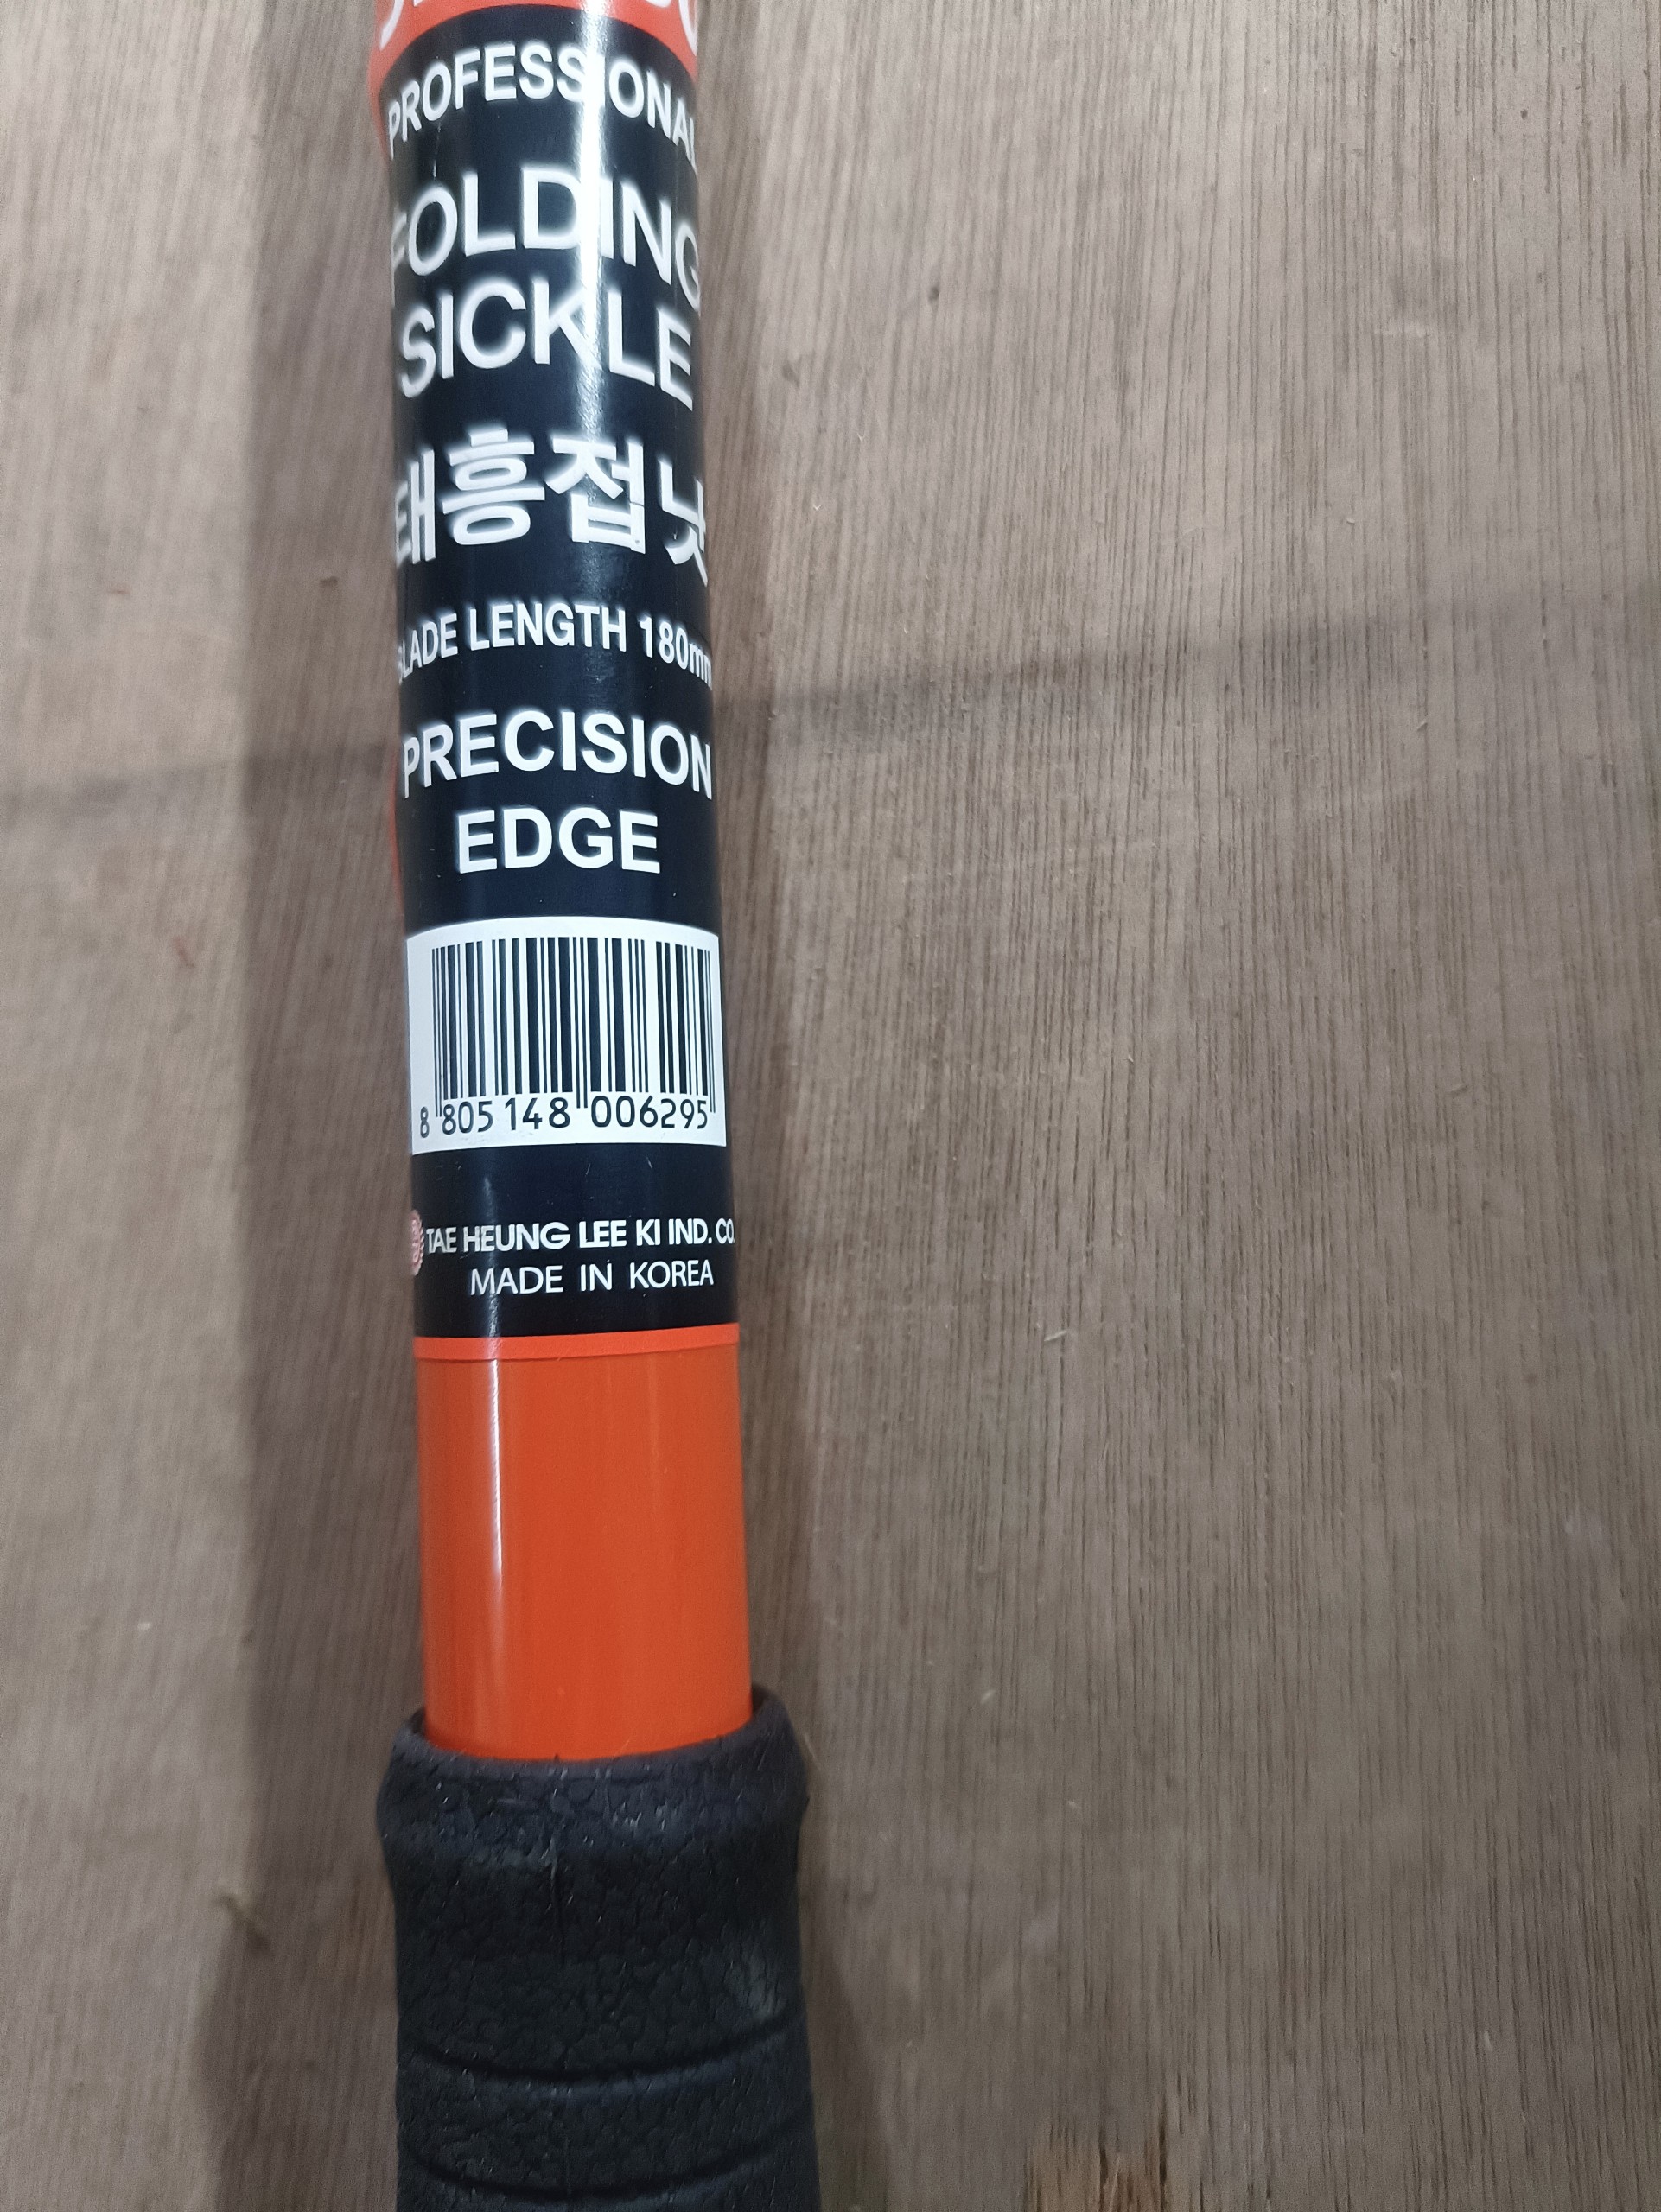 PROFESSIONAL
FOLDING
SICKLE
태흥접낫
BLADE LENGTH 180mm
PRECISION
EDGE
8 805148 006295
TAE HEUNG LEE KI IND. CO.
MADE IN KOREA